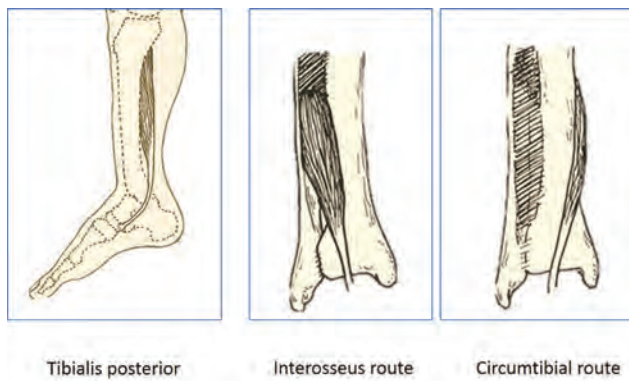 Tibialis posterior
Interosseus route
Circumtibial route